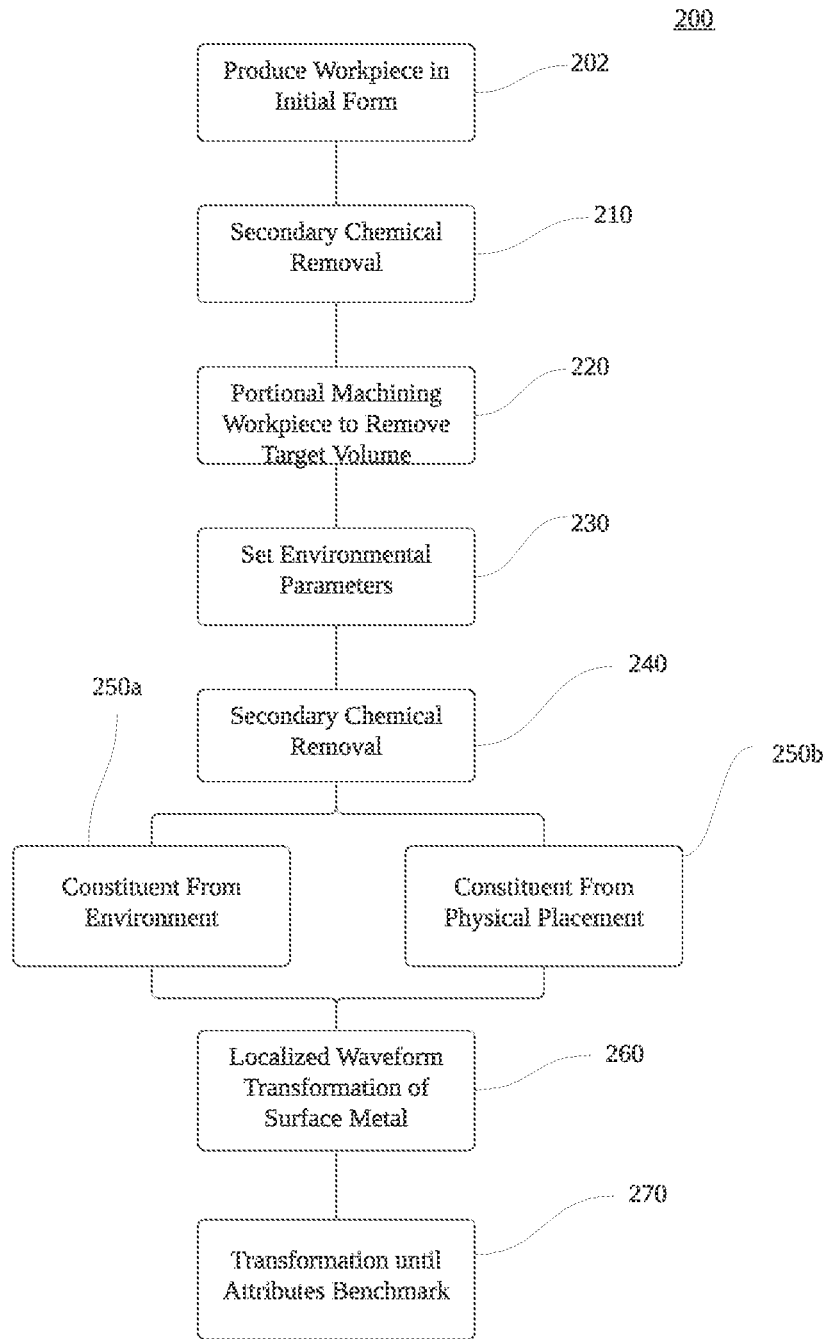 200
Produce Workpiece in
Initial Form
202
Secondary Chemical
Removal
210
Portional Machining
Workpiece to Remove
Target Volume
220
Set Environmental
Parameters
230
Secondary Chemical
Removal
240
250a
250b
Constituent From
Environment
Constituent From
Physical Placement
Localized Waveform
Transformation of
Surface Metal
260
Transformation until
Attributes Benchmark
270